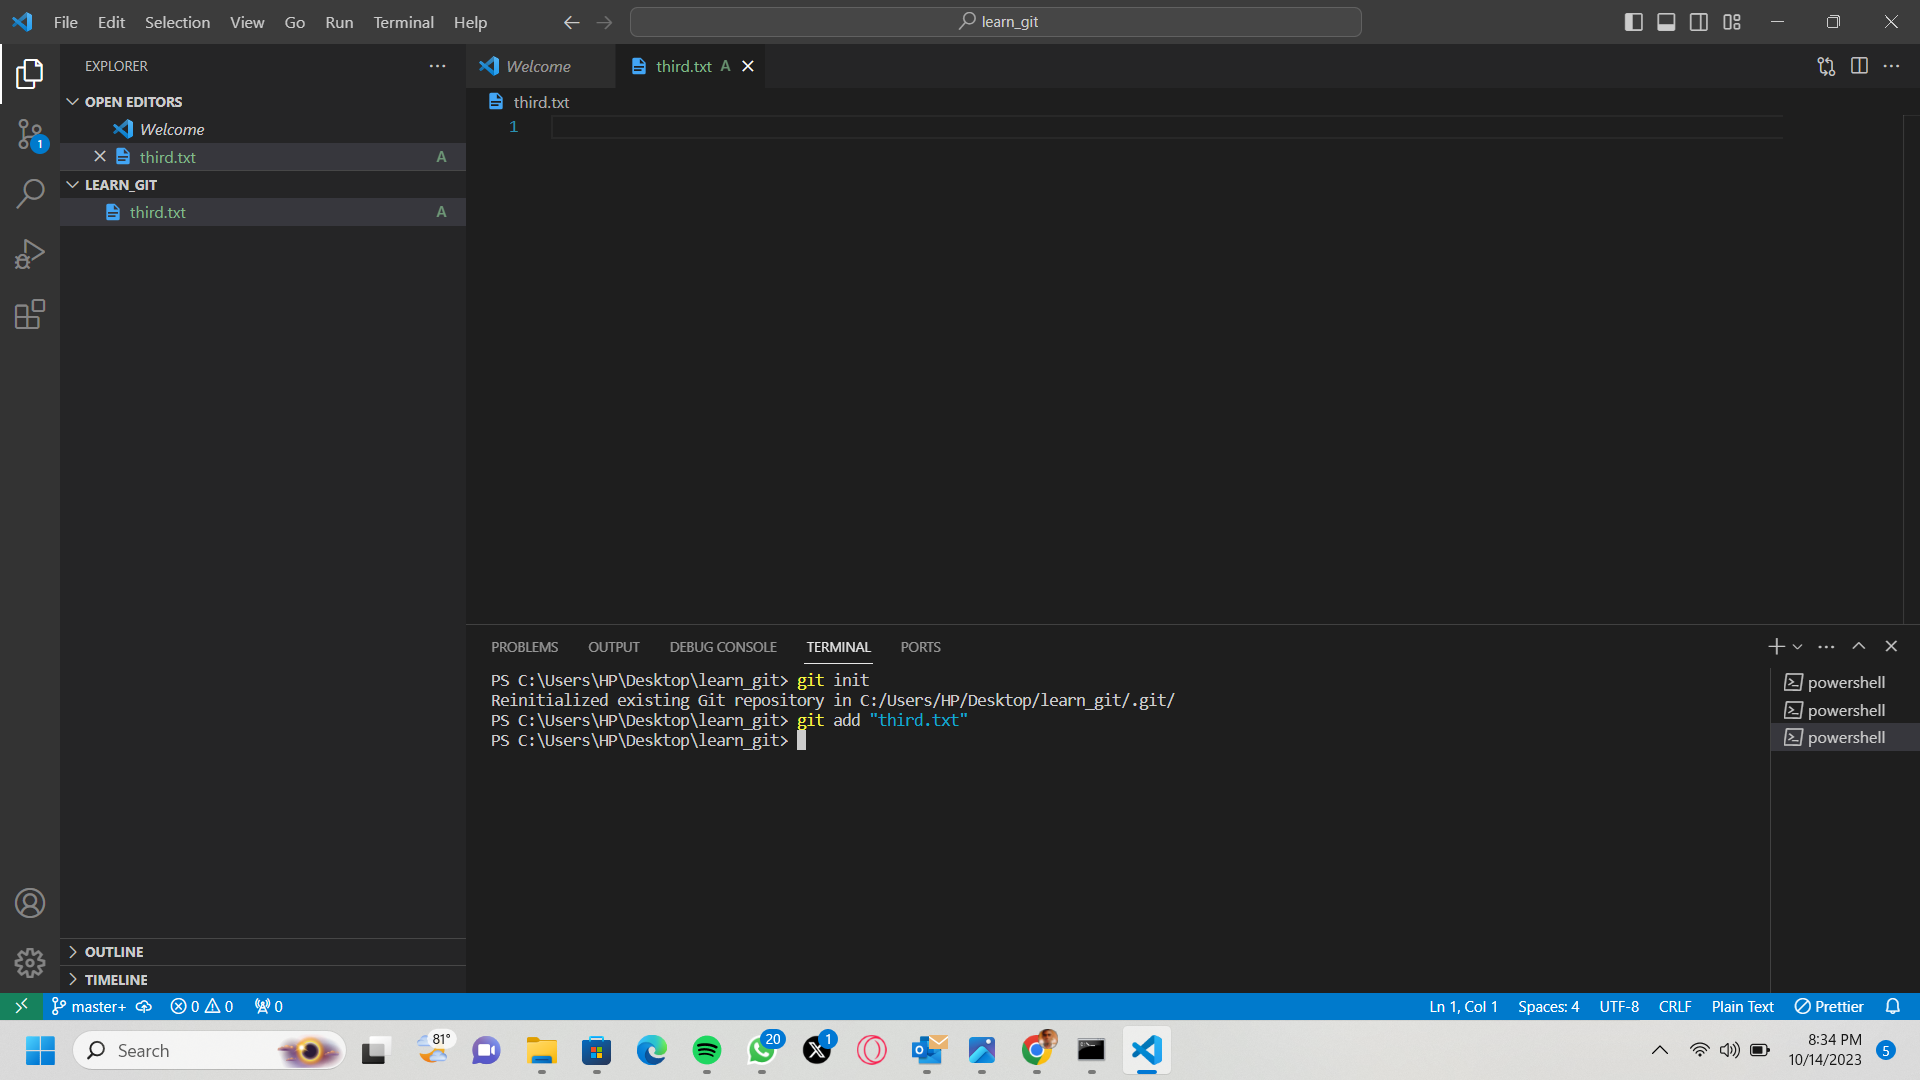 File Edit Selection View Go Run Terminal Help
learn_git
EXPLORER
OPEN EDITORS
Welcome
third.txt A
LEARN_GIT
third.txt A
1
OUTLINE
TIMELINE
Welcome
third.txt A
third.txt
1
PROBLEMS OUTPUT DEBUG CONSOLE TERMINAL PORTS
PS C:\Users\HP\Desktop\learn_git> git init
Reinitialized existing Git repository in C:/Users/HP/Desktop/learn_git/.git/
PS C:\Users\HP\Desktop\learn_git> git add "third.txt"
PS C:\Users\HP\Desktop\learn_git>
powershell
powershell
powershell
master+ 0 0 0 Ln 1, Col 1 Spaces: 4 UTF-8 CRLF Plain Text Prettier
Search 81° 20 1
8:34 PM
10/14/2023 5